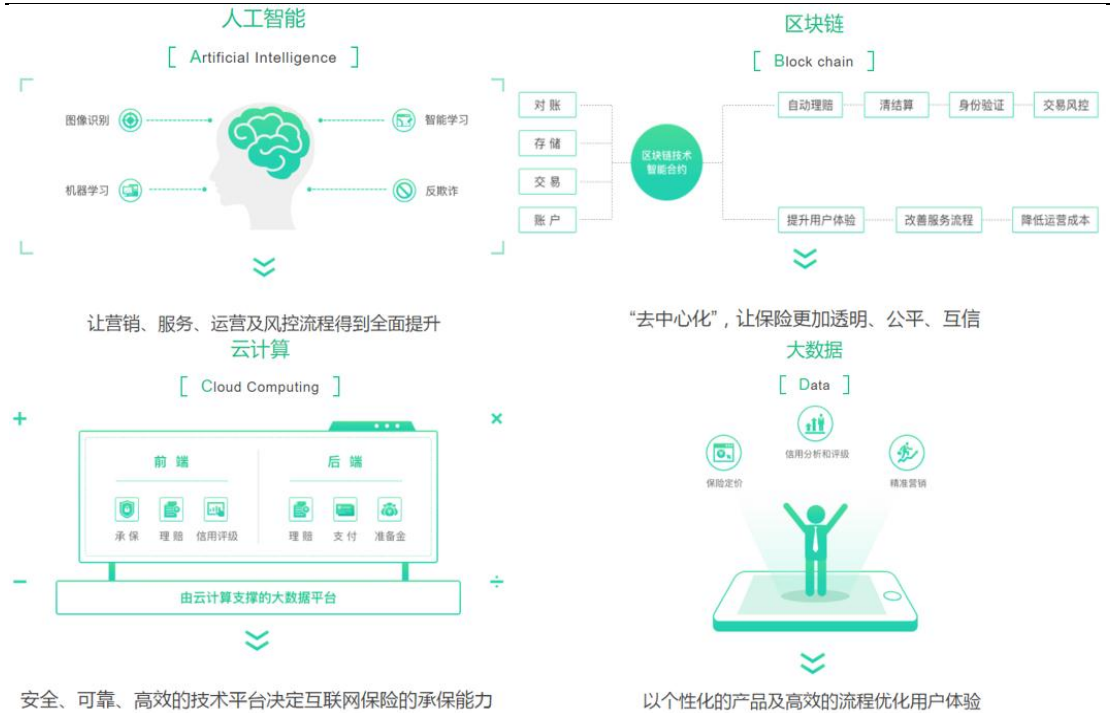 人工智能
[ Artificial Intelligence ]
图像识别
智能学习
机器学习
反欺诈
让营销、服务、运营及风控流程得到全面提升
区块链
[ Block chain ]
对账
存储
交易
账户
区块链技术
智能合约
自动理赔
清结算
身份验证
交易风控
提升用户体验
改善服务流程
降低运营成本
“去中心化”，让保险更加透明、公平、互信
云计算
[ Cloud Computing ]
前端
后端
承保
理赔
信用评级
理赔
支付
准备金
由云计算支撑的大数据平台
安全、可靠、高效的技术平台决定互联网保险的承保能力
大数据
[ Data ]
信用分析和评级
保险定价
精准营销
以个性化的产品及高效的流程优化用户体验